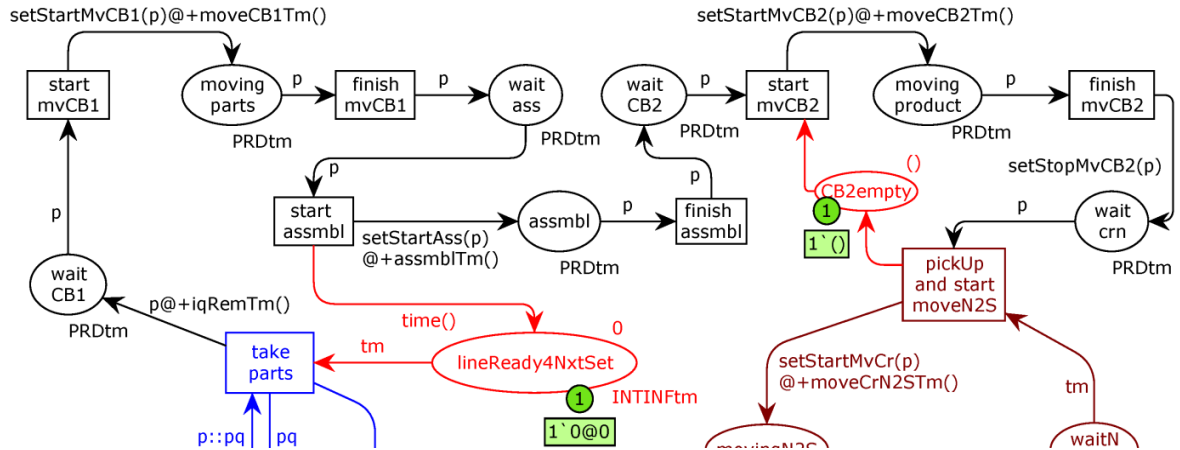 setStartMvCB1(p)@+moveCB1Tm()
setStartMvCB2(p)@+moveCB2Tm()
start
mvCB1
moving
parts
p
finish
mvCB1
p
wait
ass
wait
CB2
p
start
mvCB2
moving
product
p
finish
mvCB2
PRDtm
PRDtm
PRDtm
PRDtm
p
p
p
()
setStopMvCB2(p)
CB2empty
1
1`()
start
assmbl
setStartAss(p)
@+assmblTm()
assmbl
p
finish
assmbl
PRDtm
p
wait
crn
PRDtm
wait
CB1
PRDtm
p@+iqRemTm()
pickUp
and start
moveN2S
time()
0
tm
lineReady4NxtSet
INTINFtm
1
1`0@0
take
parts
p::pq
pq
setStartMvCr(p)
@+moveCrN2STm()
tm
movingN2S
waitN